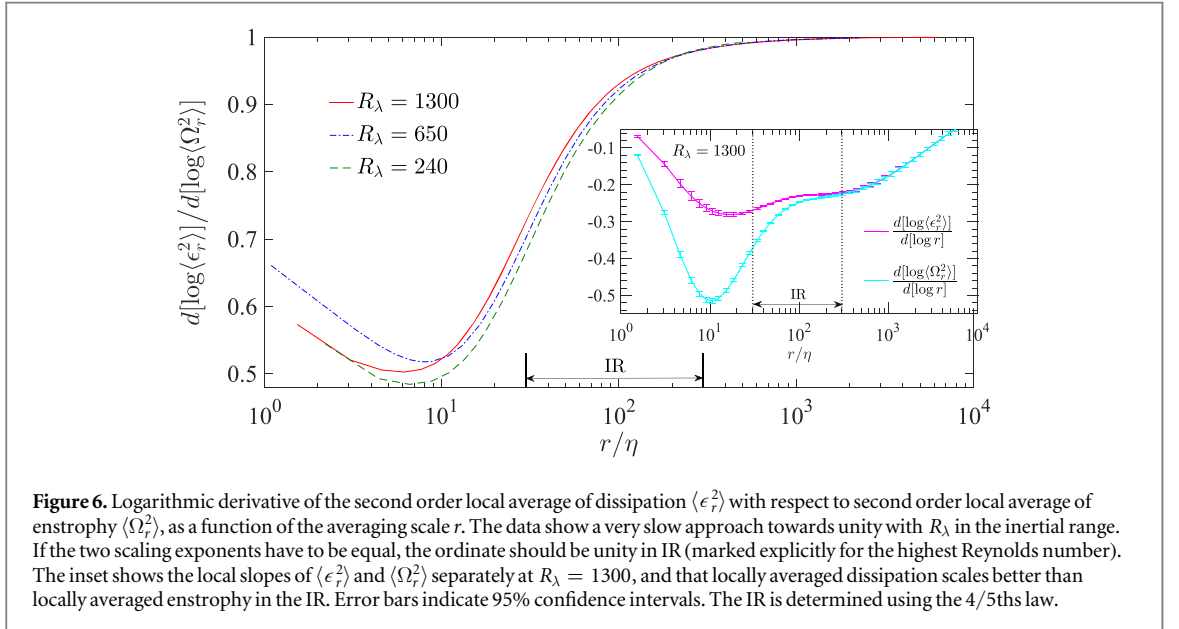 1
0.9
0.8
0.7
0.6
0.5
d[log⟨ϵ_r^2⟩]/d[log⟨Ω_r^2⟩]
R_λ = 1300
R_λ = 650
R_λ = 240
-0.1
-0.2
-0.3
-0.4
-0.5
R_λ = 1300
d[log⟨ϵ_r^2⟩]
d[log r]
d[log⟨Ω_r^2⟩]
d[log r]
IR
10^0 10^1 10^2 10^3 10^4
r/η
IR
10^0 10^1 10^2 10^3 10^4
r/η
Figure 6. Logarithmic derivative of the second order local average of dissipation ⟨ϵ_r^2⟩ with respect to second order local average of
enstrophy ⟨Ω_r^2⟩, as a function of the averaging scale r. The data show a very slow approach towards unity with R_λ in the inertial range.
If the two scaling exponents have to be equal, the ordinate should be unity in IR (marked explicitly for the highest Reynolds number).
The inset shows the local slopes of ⟨ϵ_r^2⟩ and ⟨Ω_r^2⟩ separately at R_λ = 1300, and that locally averaged dissipation scales better than
locally averaged enstrophy in the IR. Error bars indicate 95% confidence intervals. The IR is determined using the 4/5ths law.